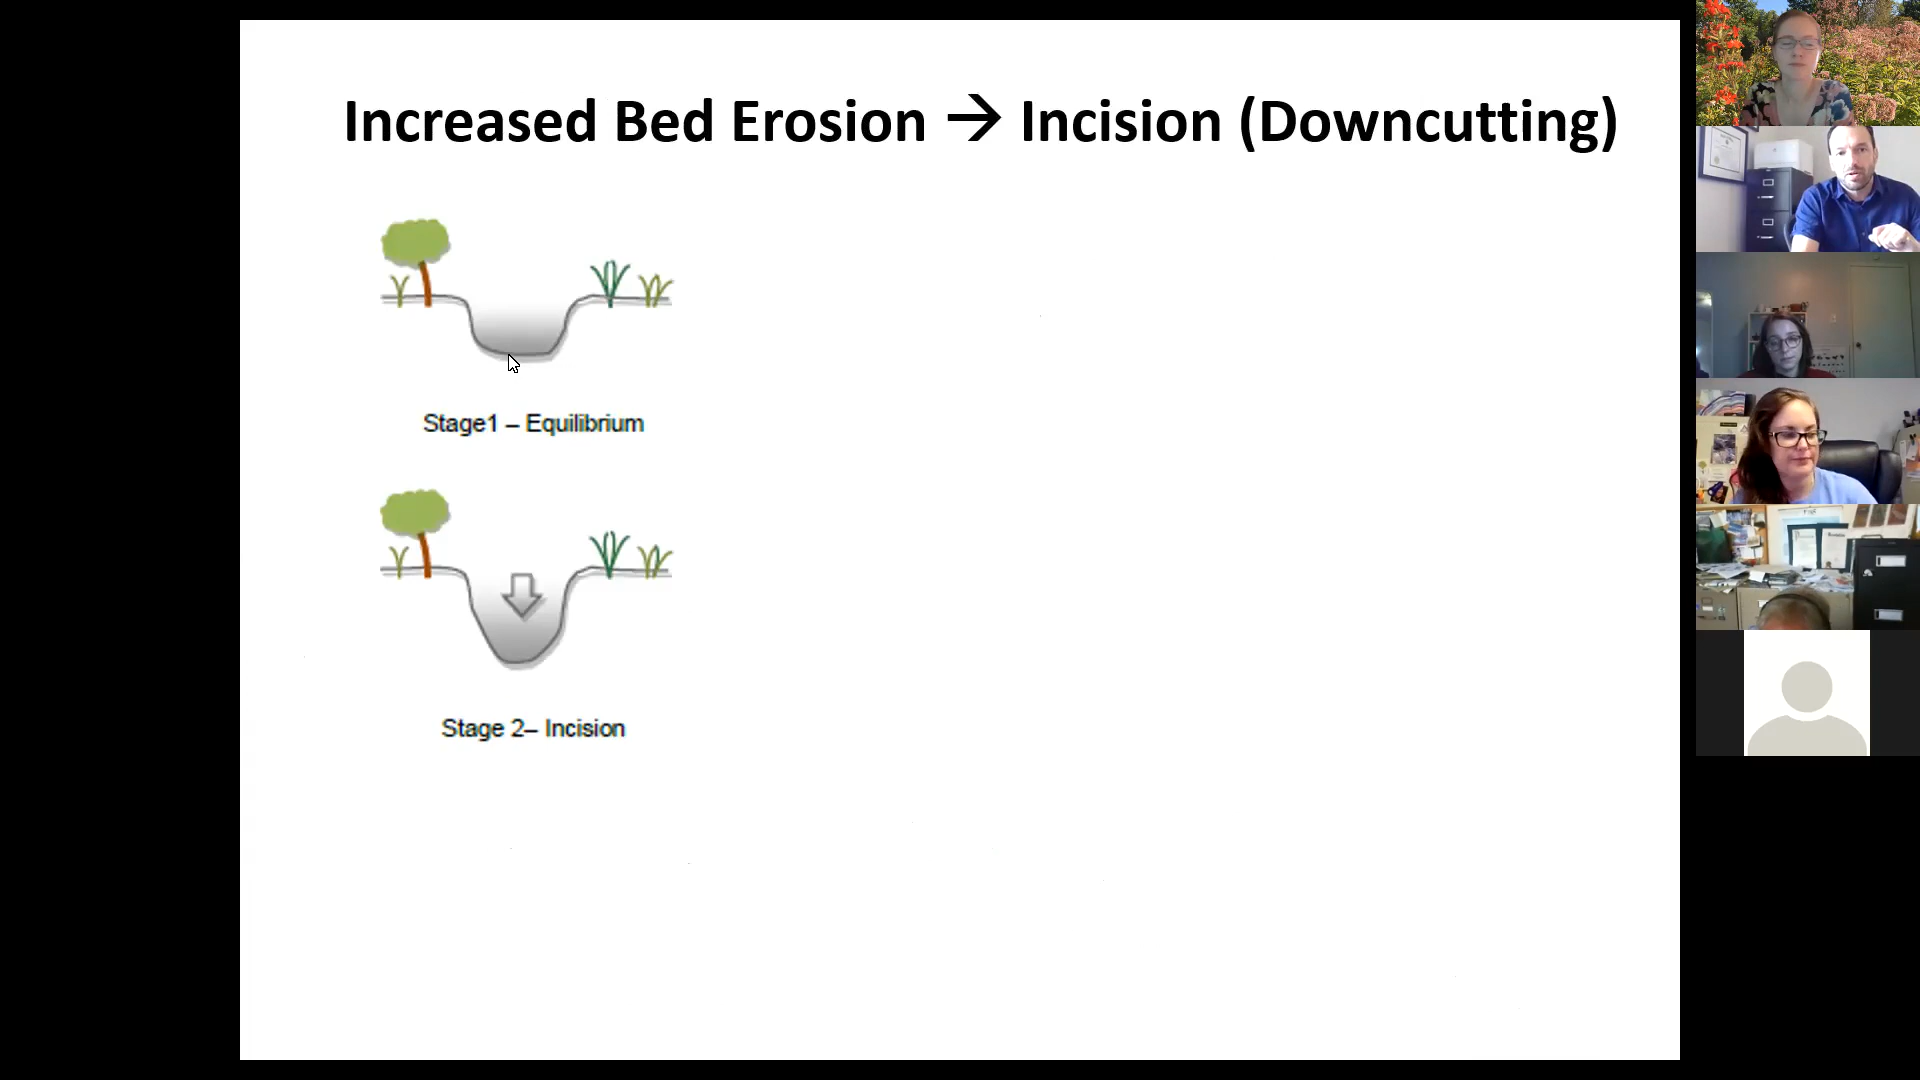 Increased Bed Erosion → Incision (Downcutting)
Stage1 – Equilibrium
Stage 2– Incision